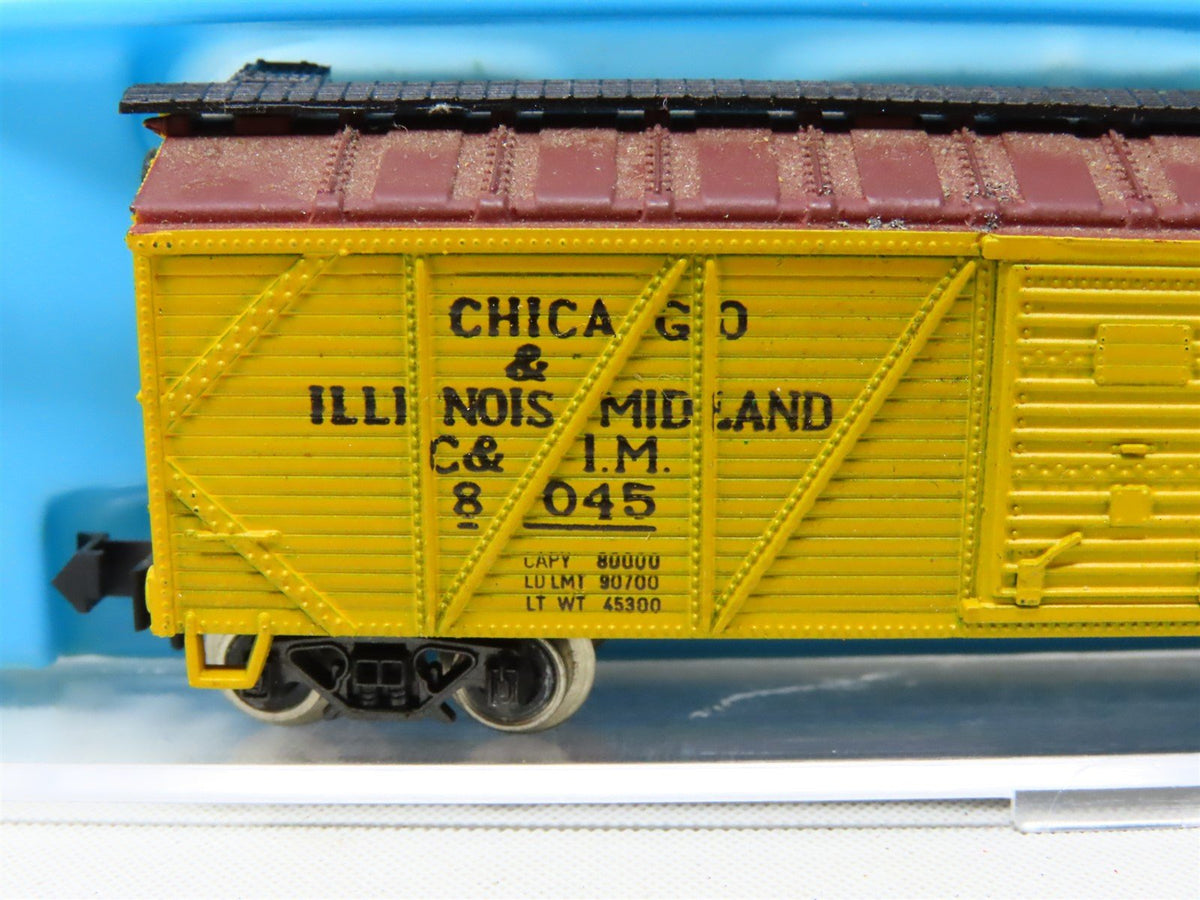 CHICAGO
&
ILLINOIS MIDLAND
C& I.M.
8045
CAPY 80000
LD LMT 90700
LT WT 45300